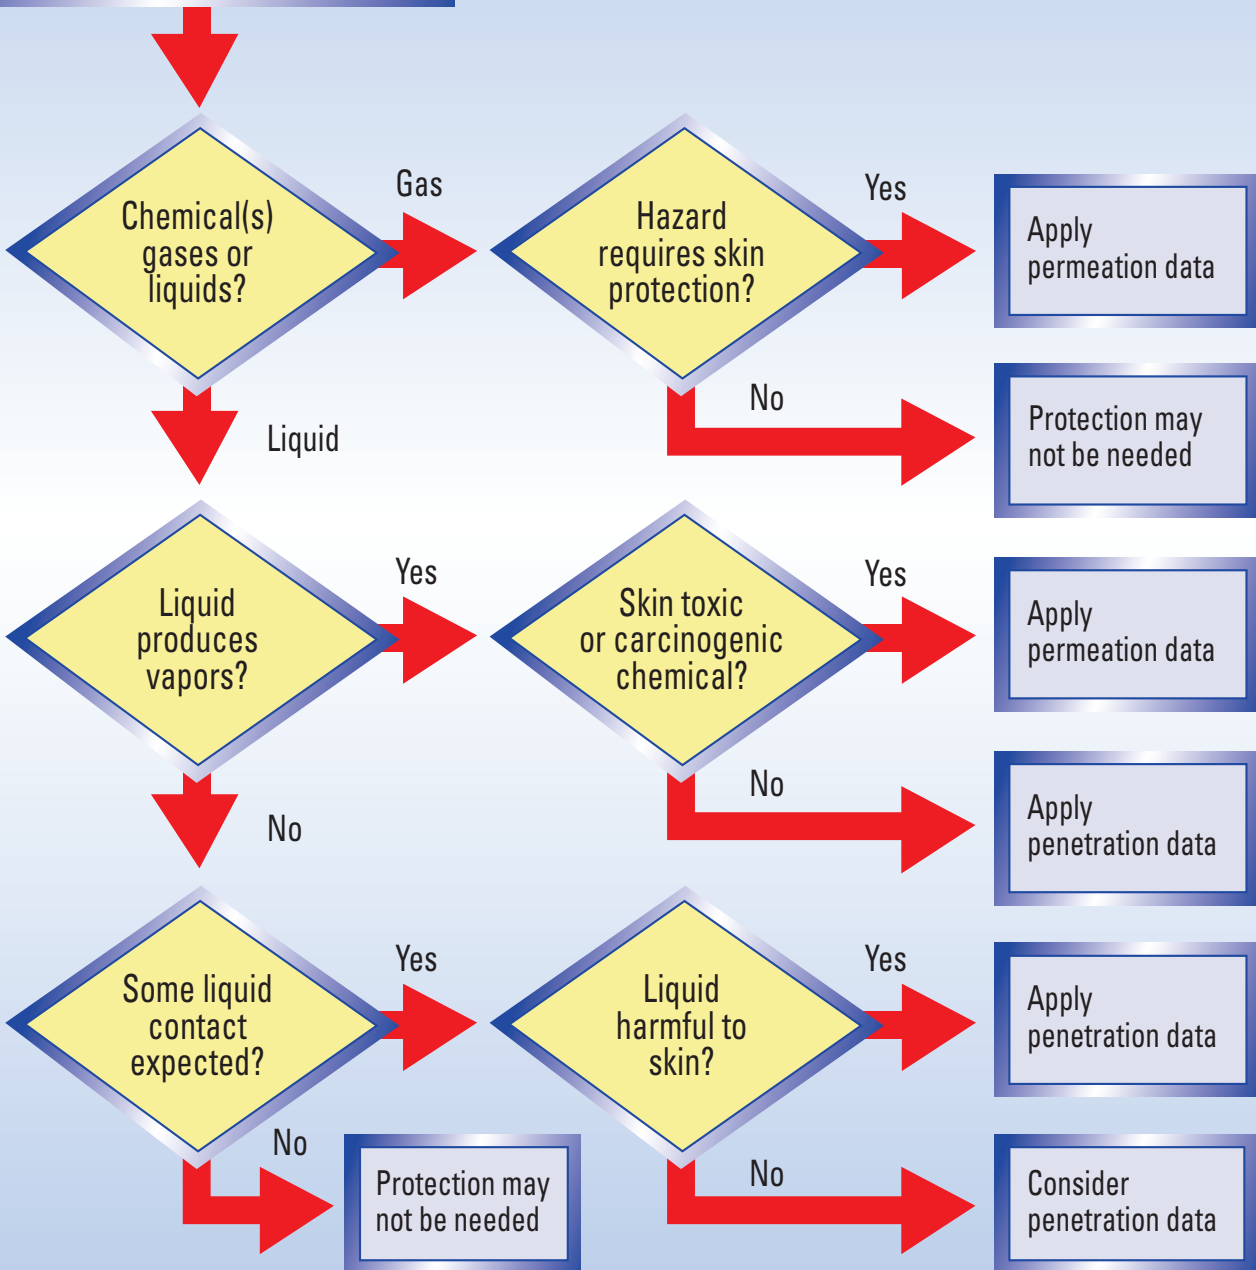 Chemical(s)
gases or
liquids?
Gas
Hazard
requires skin
protection?
Yes
Apply
permeation data
No
Protection may
not be needed
Liquid
Liquid
produces
vapors?
Yes
Skin toxic
or carcinogenic
chemical?
Yes
Apply
permeation data
No
Apply
penetration data
No
Some liquid
contact
expected?
Yes
Liquid
harmful to
skin?
Yes
Apply
penetration data
No
Protection may
not be needed
No
Consider
penetration data